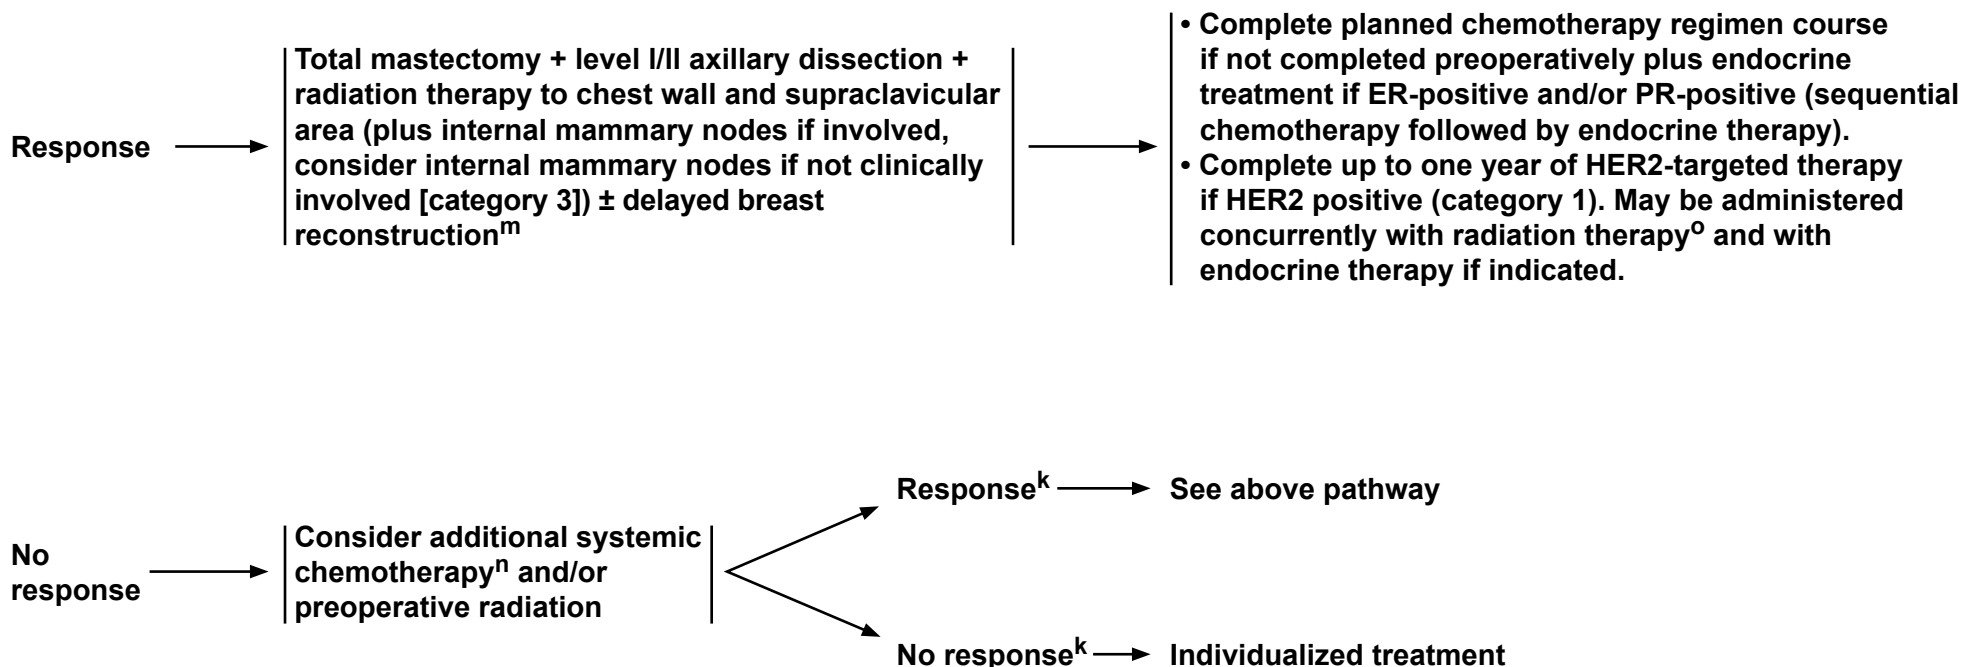 Response
Total mastectomy + level I/II axillary dissection +
radiation therapy to chest wall and supraclavicular
area (plus internal mammary nodes if involved,
consider internal mammary nodes if not clinically
involved [category 3]) ± delayed breast
reconstructionᵐ
• Complete planned chemotherapy regimen course
if not completed preoperatively plus endocrine
treatment if ER-positive and/or PR-positive (sequential
chemotherapy followed by endocrine therapy).
• Complete up to one year of HER2-targeted therapy
if HER2 positive (category 1). May be administered
concurrently with radiation therapyᵒ and with
endocrine therapy if indicated.
No
response
Consider additional systemic
chemotherapyⁿ and/or
preoperative radiation
Responseᵏ
See above pathway
No responseᵏ
Individualized treatment